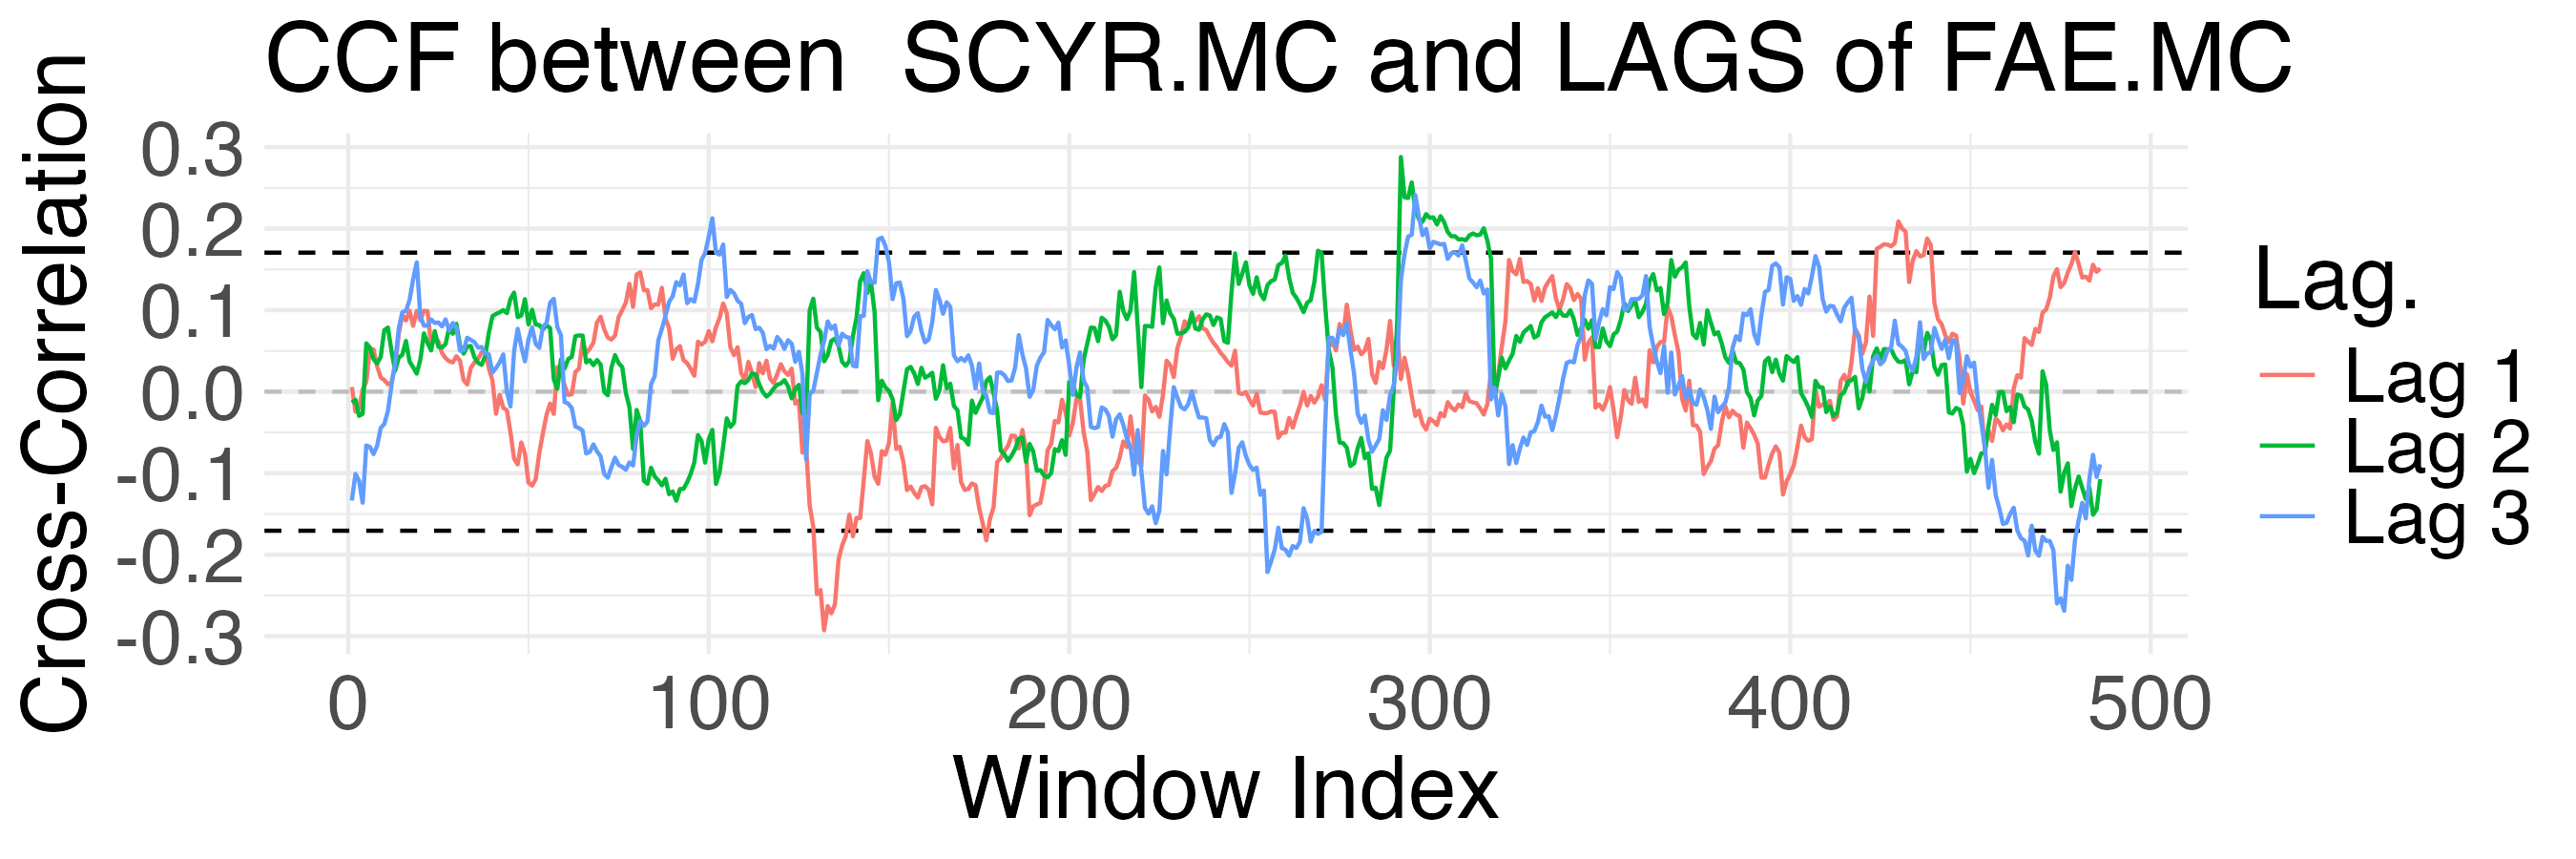 CCF between  SCYR.MC and LAGS of FAE.MC
Cross-Correlation
0.3
0.2
0.1
0.0
-0.1
-0.2
-0.3
0 100 200 300 400 500
Window Index
Lag.
Lag 1
Lag 2
Lag 3